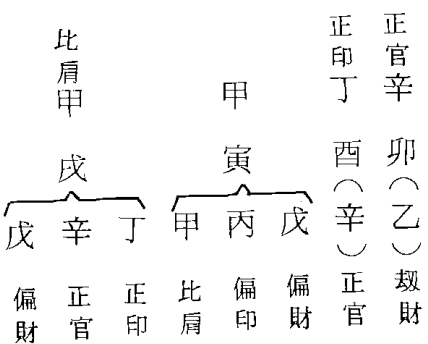 正官辛 卯（乙）刼財
正印丁 酉（辛）正官
甲 寅
戊 偏財
丙 偏印
甲 比肩
比肩甲 戌
丁 正印
辛 正官
戊 偏財